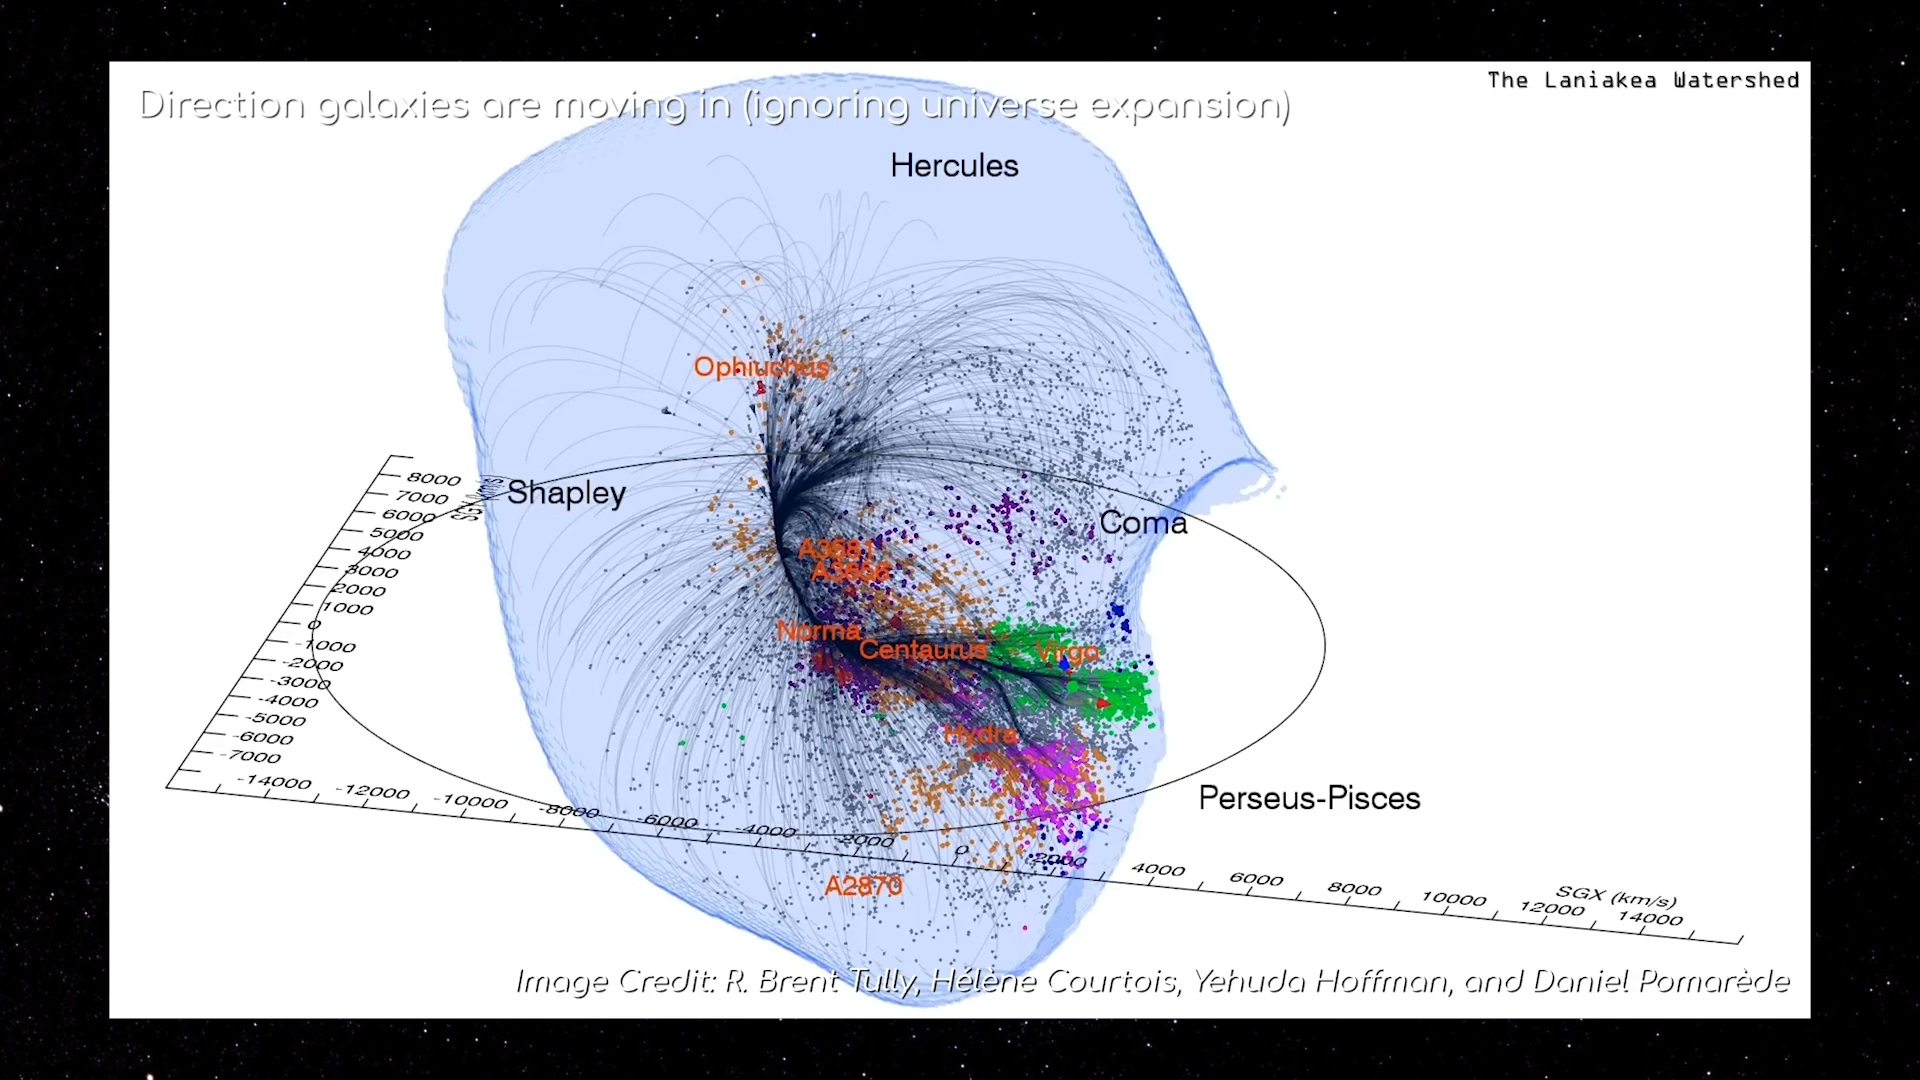 The Laniakea Watershed
Direction galaxies are moving in (ignoring universe expansion)
Hercules
Ophiuchus
Shapley
Coma
Norma
Centaurus
Virgo
Hydra
Perseus-Pisces
A2870
8000
7000
6000
5000
4000
3000
2000
1000
0
-1000
-2000
-3000
-4000
-5000
-6000
-7000
-14000 -12000 -10000 -8000 -6000 -4000 -2000 0 2000 4000 6000 8000 10000 12000 14000
SGX (km/s)
Image Credit: R. Brent Tully, Hélène Courtois, Yehuda Hoffman, and Daniel Pomarède